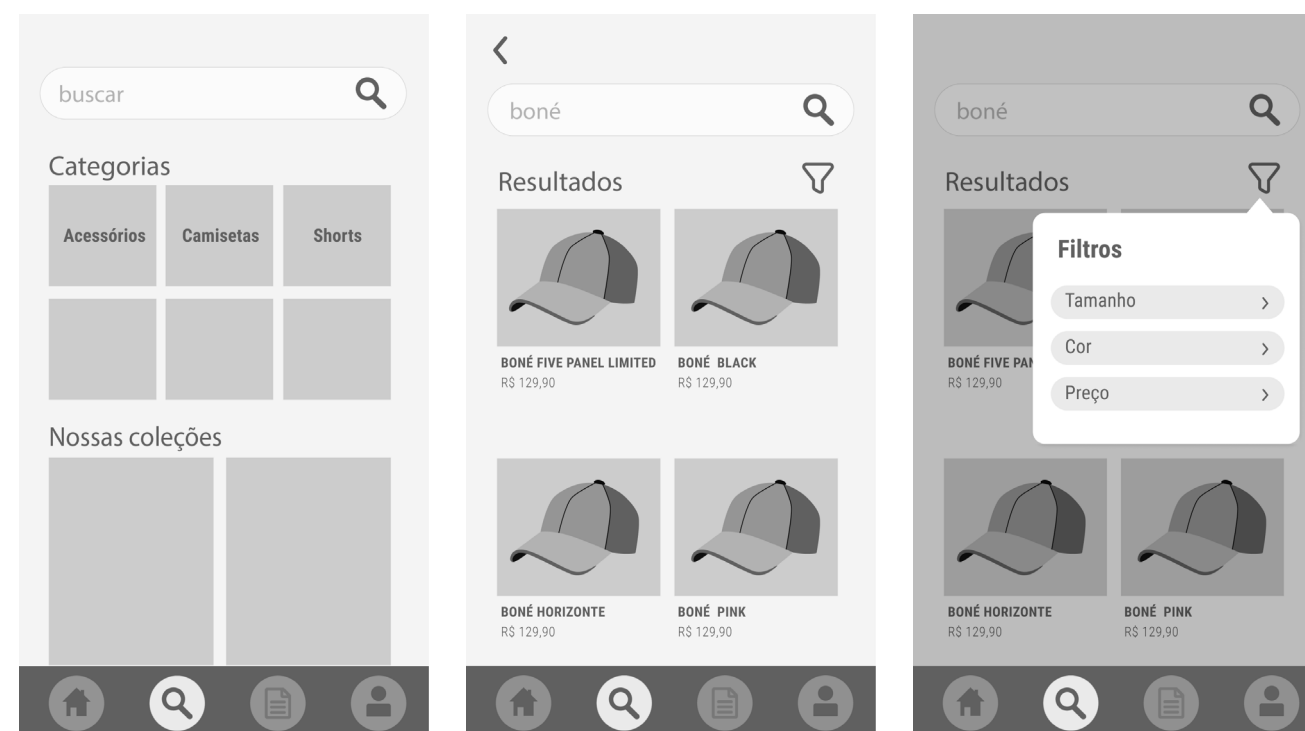 buscar
Categorias
Acessórios
Camisetas
Shorts
Nossas coleções
boné
Resultados
BONÉ FIVE PANEL LIMITED
R$ 129,90
BONÉ BLACK
R$ 129,90
BONÉ HORIZONTE
R$ 129,90
BONÉ PINK
R$ 129,90
boné
Resultados
Filtros
Tamanho
Cor
Preço
BONÉ FIVE PAN
R$ 129,90
BONÉ HORIZONTE
R$ 129,90
BONÉ PINK
R$ 129,90